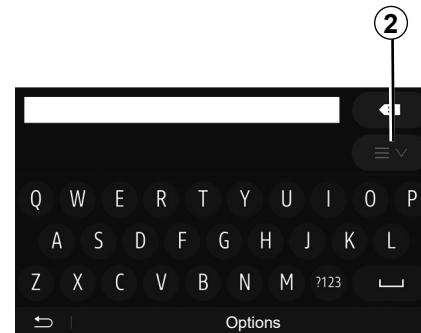 2
Q W E R T Y U I O P
A S D F G H J K L
Z X C V B N M ?123
Options